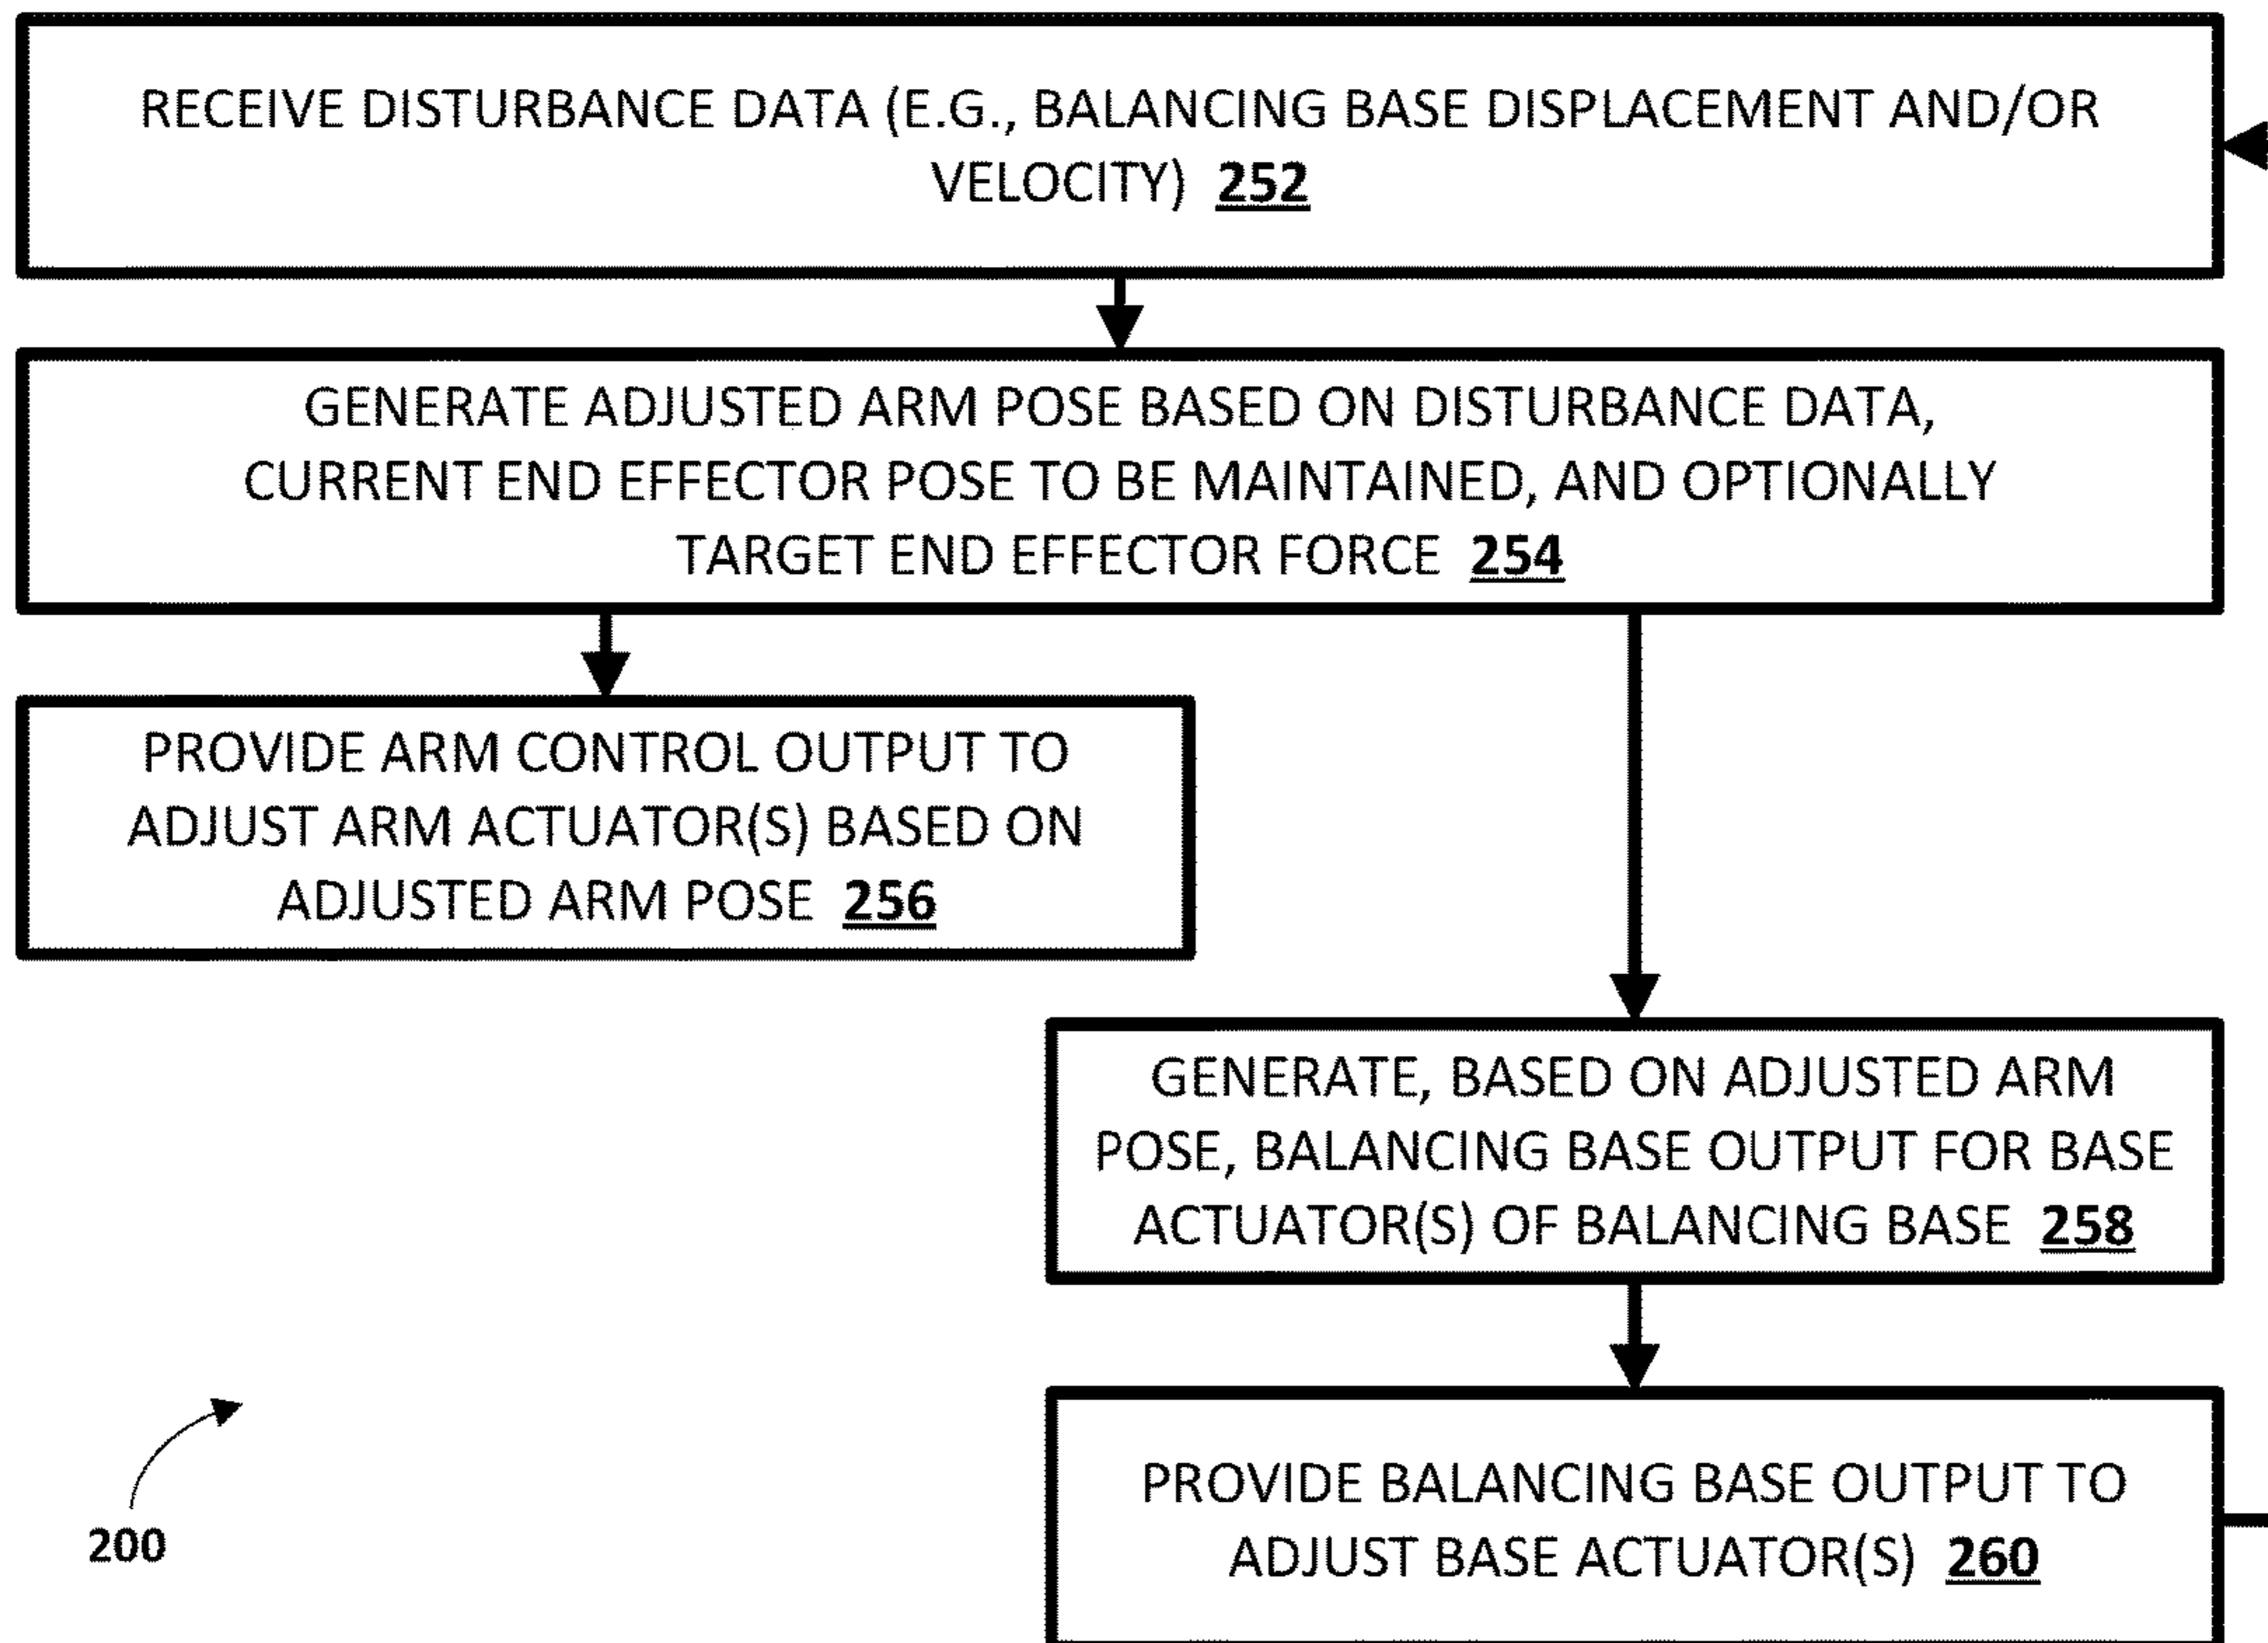 RECEIVE DISTURBANCE DATA (E.G., BALANCING BASE DISPLACEMENT AND/OR
VELOCITY) 252
GENERATE ADJUSTED ARM POSE BASED ON DISTURBANCE DATA,
CURRENT END EFFECTOR POSE TO BE MAINTAINED, AND OPTIONALLY
TARGET END EFFECTOR FORCE 254
PROVIDE ARM CONTROL OUTPUT TO
ADJUST ARM ACTUATOR(S) BASED ON
ADJUSTED ARM POSE 256
GENERATE, BASED ON ADJUSTED ARM
POSE, BALANCING BASE OUTPUT FOR BASE
ACTUATOR(S) OF BALANCING BASE 258
PROVIDE BALANCING BASE OUTPUT TO
ADJUST BASE ACTUATOR(S) 260
200